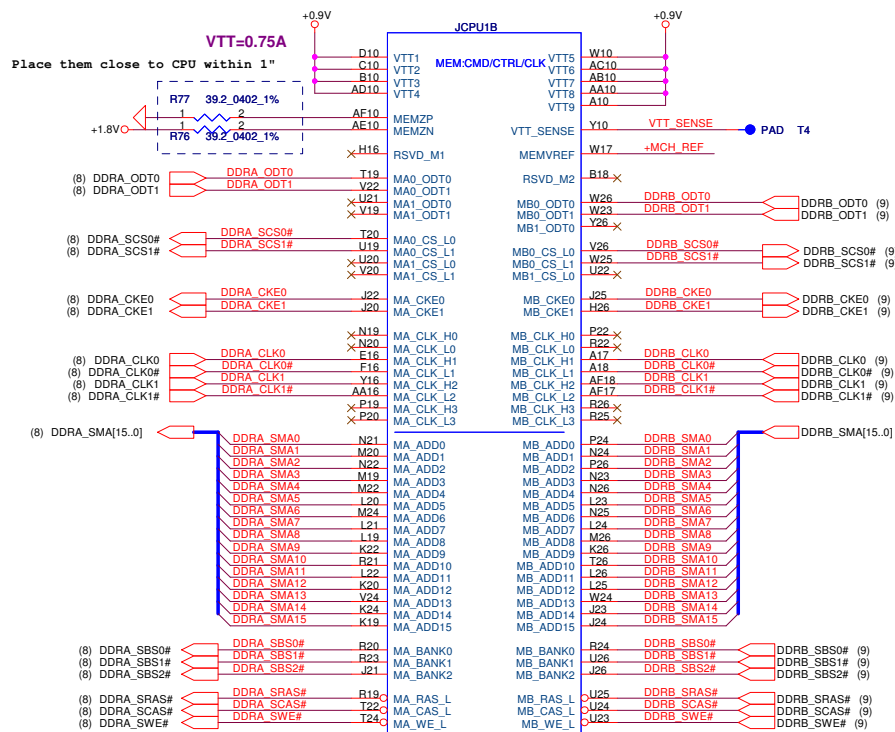 +0.9V JCPU1B +0.9V
VTT=0.75A
Place them close to CPU within 1"
MEM:CMD/CTRL/CLK
D10 VTT1 VTT5 W10
C10 VTT2 VTT6 AC10
B10 VTT3 VTT7 AB10
AD10 VTT4 VTT8 AA10
VTT9 A10
R77 39.2_0402_1%
1 2 AF10 MEMZP
+1.8V 1 2 AE10 MEMZN VTT_SENSE Y10 VTT_SENSE PAD T4
R76 39.2_0402_1%
H16 RSVD_M1 MEMVREF W17 +MCH_REF
(8) DDRA_ODT0 DDRA_ODT0 T19 MA0_ODT0 RSVD_M2 B18
(8) DDRA_ODT1 DDRA_ODT1 V22 MA0_ODT1
U21 MA1_ODT0 MB0_ODT0 W26 DDRB_ODT0 DDRB_ODT0 (9)
V19 MA1_ODT1 MB0_ODT1 W23 DDRB_ODT1 DDRB_ODT1 (9)
MB1_ODT0 Y26
(8) DDRA_SCS0# DDRA_SCS0# T20 MA0_CS_L0
(8) DDRA_SCS1# DDRA_SCS1# U19 MA0_CS_L1 MB0_CS_L0 V26 DDRB_SCS0# DDRB_SCS0# (9)
U20 MA1_CS_L0 MB0_CS_L1 W25 DDRB_SCS1# DDRB_SCS1# (9)
V20 MA1_CS_L1 MB1_CS_L0 U22
(8) DDRA_CKE0 DDRA_CKE0 J22 MA_CKE0 MB_CKE0 J25 DDRB_CKE0 DDRB_CKE0 (9)
(8) DDRA_CKE1 DDRA_CKE1 J20 MA_CKE1 MB_CKE1 H26 DDRB_CKE1 DDRB_CKE1 (9)
N19 MA_CLK_H0 MB_CLK_H0 P22
N20 MA_CLK_L0 MB_CLK_L0 R22
(8) DDRA_CLK0 DDRA_CLK0 E16 MA_CLK_H1 MB_CLK_H1 A17 DDRB_CLK0 DDRB_CLK0 (9)
(8) DDRA_CLK0# DDRA_CLK0# F16 MA_CLK_L1 MB_CLK_L1 A18 DDRB_CLK0# DDRB_CLK0# (9)
(8) DDRA_CLK1 DDRA_CLK1 Y16 MA_CLK_H2 MB_CLK_H2 AF18 DDRB_CLK1 DDRB_CLK1 (9)
(8) DDRA_CLK1# DDRA_CLK1# AA16 MA_CLK_L2 MB_CLK_L2 AF17 DDRB_CLK1# DDRB_CLK1# (9)
P19 MA_CLK_H3 MB_CLK_H3 R26
P20 MA_CLK_L3 MB_CLK_L3 R25
(8) DDRA_SMA[15..0] DDRB_SMA[15..0] (9)
DDRA_SMA0 N21 MA_ADD0 MB_ADD0 P24 DDRB_SMA0
DDRA_SMA1 M20 MA_ADD1 MB_ADD1 N24 DDRB_SMA1
DDRA_SMA2 N22 MA_ADD2 MB_ADD2 P26 DDRB_SMA2
DDRA_SMA3 M19 MA_ADD3 MB_ADD3 N23 DDRB_SMA3
DDRA_SMA4 M22 MA_ADD4 MB_ADD4 N26 DDRB_SMA4
DDRA_SMA5 L20 MA_ADD5 MB_ADD5 L23 DDRB_SMA5
DDRA_SMA6 M24 MA_ADD6 MB_ADD6 N25 DDRB_SMA6
DDRA_SMA7 L21 MA_ADD7 MB_ADD7 L24 DDRB_SMA7
DDRA_SMA8 L19 MA_ADD8 MB_ADD8 M26 DDRB_SMA8
DDRA_SMA9 K22 MA_ADD9 MB_ADD9 K26 DDRB_SMA9
DDRA_SMA10 R21 MA_ADD10 MB_ADD10 T26 DDRB_SMA10
DDRA_SMA11 L22 MA_ADD11 MB_ADD11 L26 DDRB_SMA11
DDRA_SMA12 K20 MA_ADD12 MB_ADD12 L25 DDRB_SMA12
DDRA_SMA13 V24 MA_ADD13 MB_ADD13 W24 DDRB_SMA13
DDRA_SMA14 K24 MA_ADD14 MB_ADD14 J23 DDRB_SMA14
DDRA_SMA15 K19 MA_ADD15 MB_ADD15 J24 DDRB_SMA15
(8) DDRA_SBS0# DDRA_SBS0# R20 MA_BANK0 MB_BANK0 R24 DDRB_SBS0# DDRB_SBS0# (9)
(8) DDRA_SBS1# DDRA_SBS1# R23 MA_BANK1 MB_BANK1 U26 DDRB_SBS1# DDRB_SBS1# (9)
(8) DDRA_SBS2# DDRA_SBS2# J21 MA_BANK2 MB_BANK2 J26 DDRB_SBS2# DDRB_SBS2# (9)
(8) DDRA_SRAS# DDRA_SRAS# R19 MA_RAS_L MB_RAS_L U25 DDRB_SRAS# DDRB_SRAS# (9)
(8) DDRA_SCAS# DDRA_SCAS# T22 MA_CAS_L MB_CAS_L U24 DDRB_SCAS# DDRB_SCAS# (9)
(8) DDRA_SWE# DDRA_SWE# T24 MA_WE_L MB_WE_L U23 DDRB_SWE# DDRB_SWE# (9)